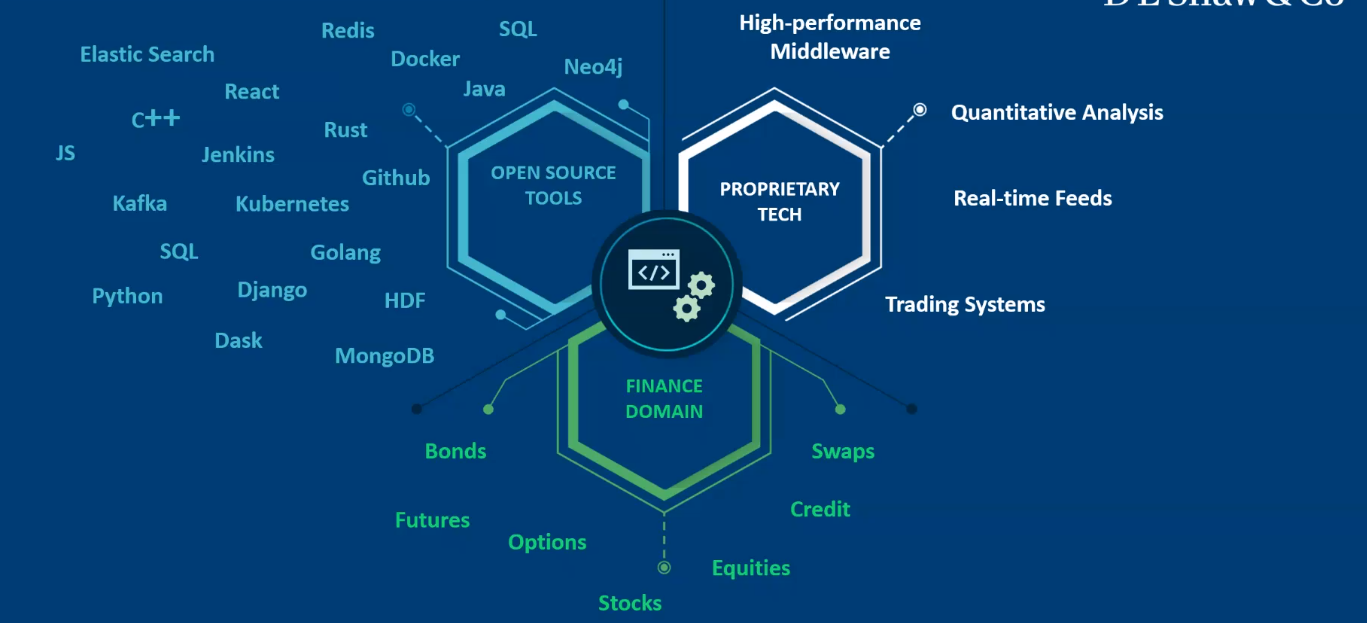 D E Shaw & Co
Redis
SQL
Elastic Search
Docker
Neo4j
React
Java
C++
Rust
JS
Jenkins
Github
Kafka
Kubernetes
SQL
Golang
Python
Django
HDF
Dask
MongoDB
OPEN SOURCE
TOOLS
High-performance
Middleware
Quantitative Analysis
Real-time Feeds
Trading Systems
PROPRIETARY
TECH
</>
FINANCE
DOMAIN
Bonds
Swaps
Futures
Credit
Options
Equities
Stocks